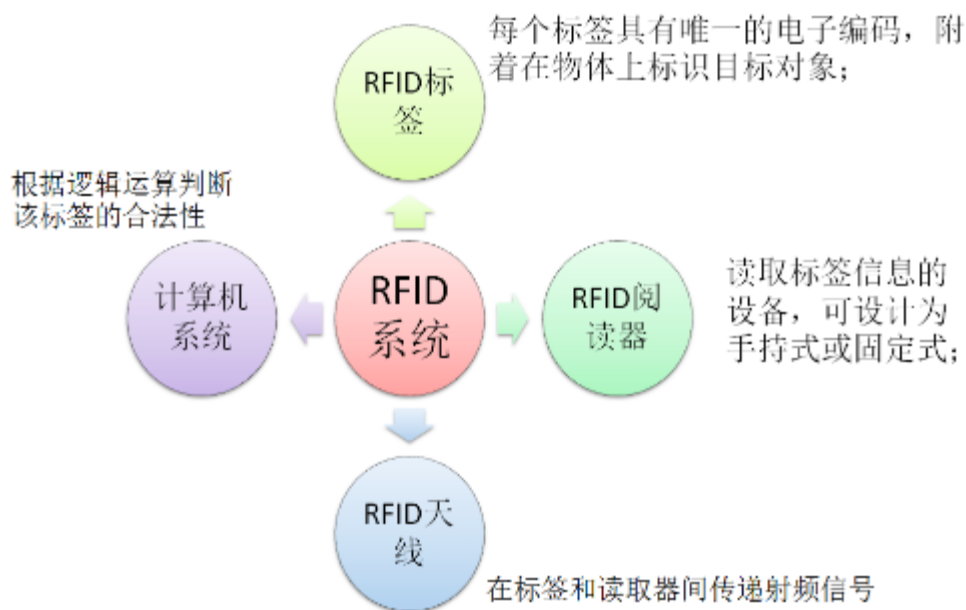 每个标签具有唯一的电子编码，附
着在物体上标识目标对象；
RFID标
签
根据逻辑运算判断
该标签的合法性
计算机
系统
RFID
系统
RFID阅
读器
读取标签信息的
设备，可设计为
手持式或固定式；
RFID天
线
在标签和读取器间传递射频信号